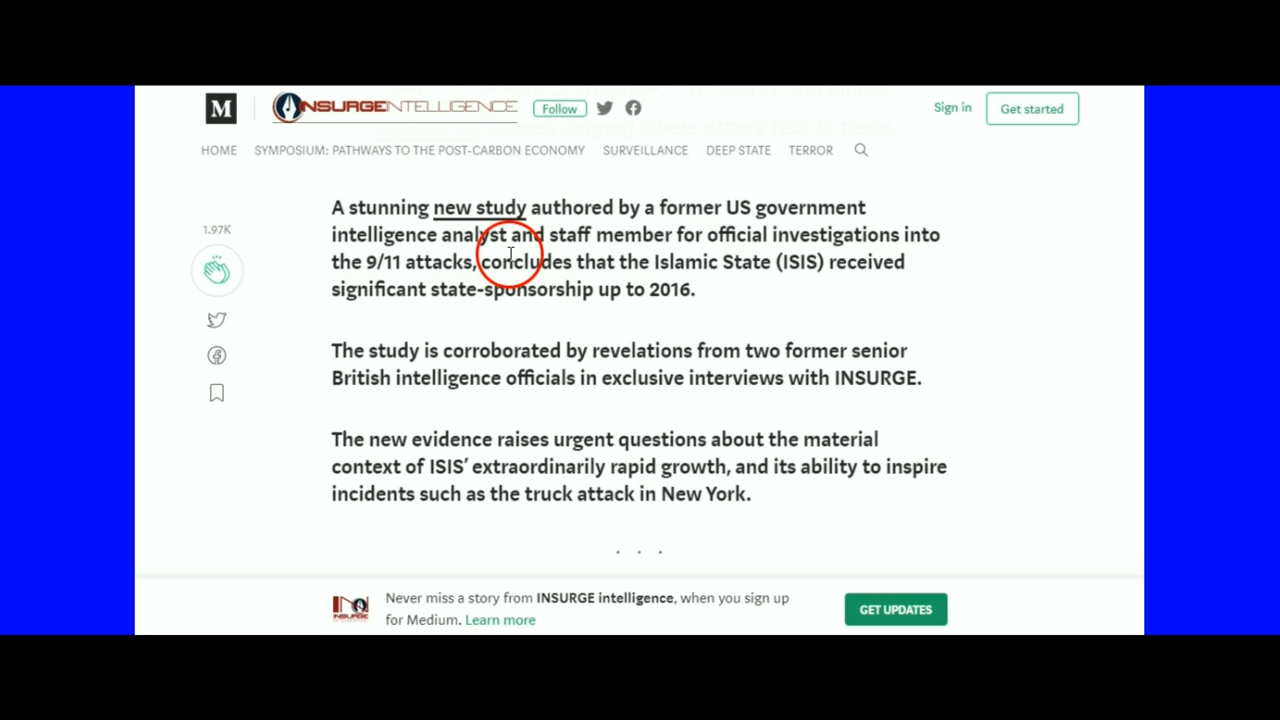 M
INSURGEINTELLIGENCE
Follow
Sign in
Get started
HOME
SYMPOSIUM: PATHWAYS TO THE POST-CARBON ECONOMY
SURVEILLANCE
DEEP STATE
TERROR
1.97K
A stunning new study authored by a former US government
intelligence analyst and staff member for official investigations into
the 9/11 attacks, concludes that the Islamic State (ISIS) received
significant state-sponsorship up to 2016.
The study is corroborated by revelations from two former senior
British intelligence officials in exclusive interviews with INSURGE.
The new evidence raises urgent questions about the material
context of ISIS’ extraordinarily rapid growth, and its ability to inspire
incidents such as the truck attack in New York.
. . .
Never miss a story from INSURGE intelligence, when you sign up
for Medium. Learn more
GET UPDATES